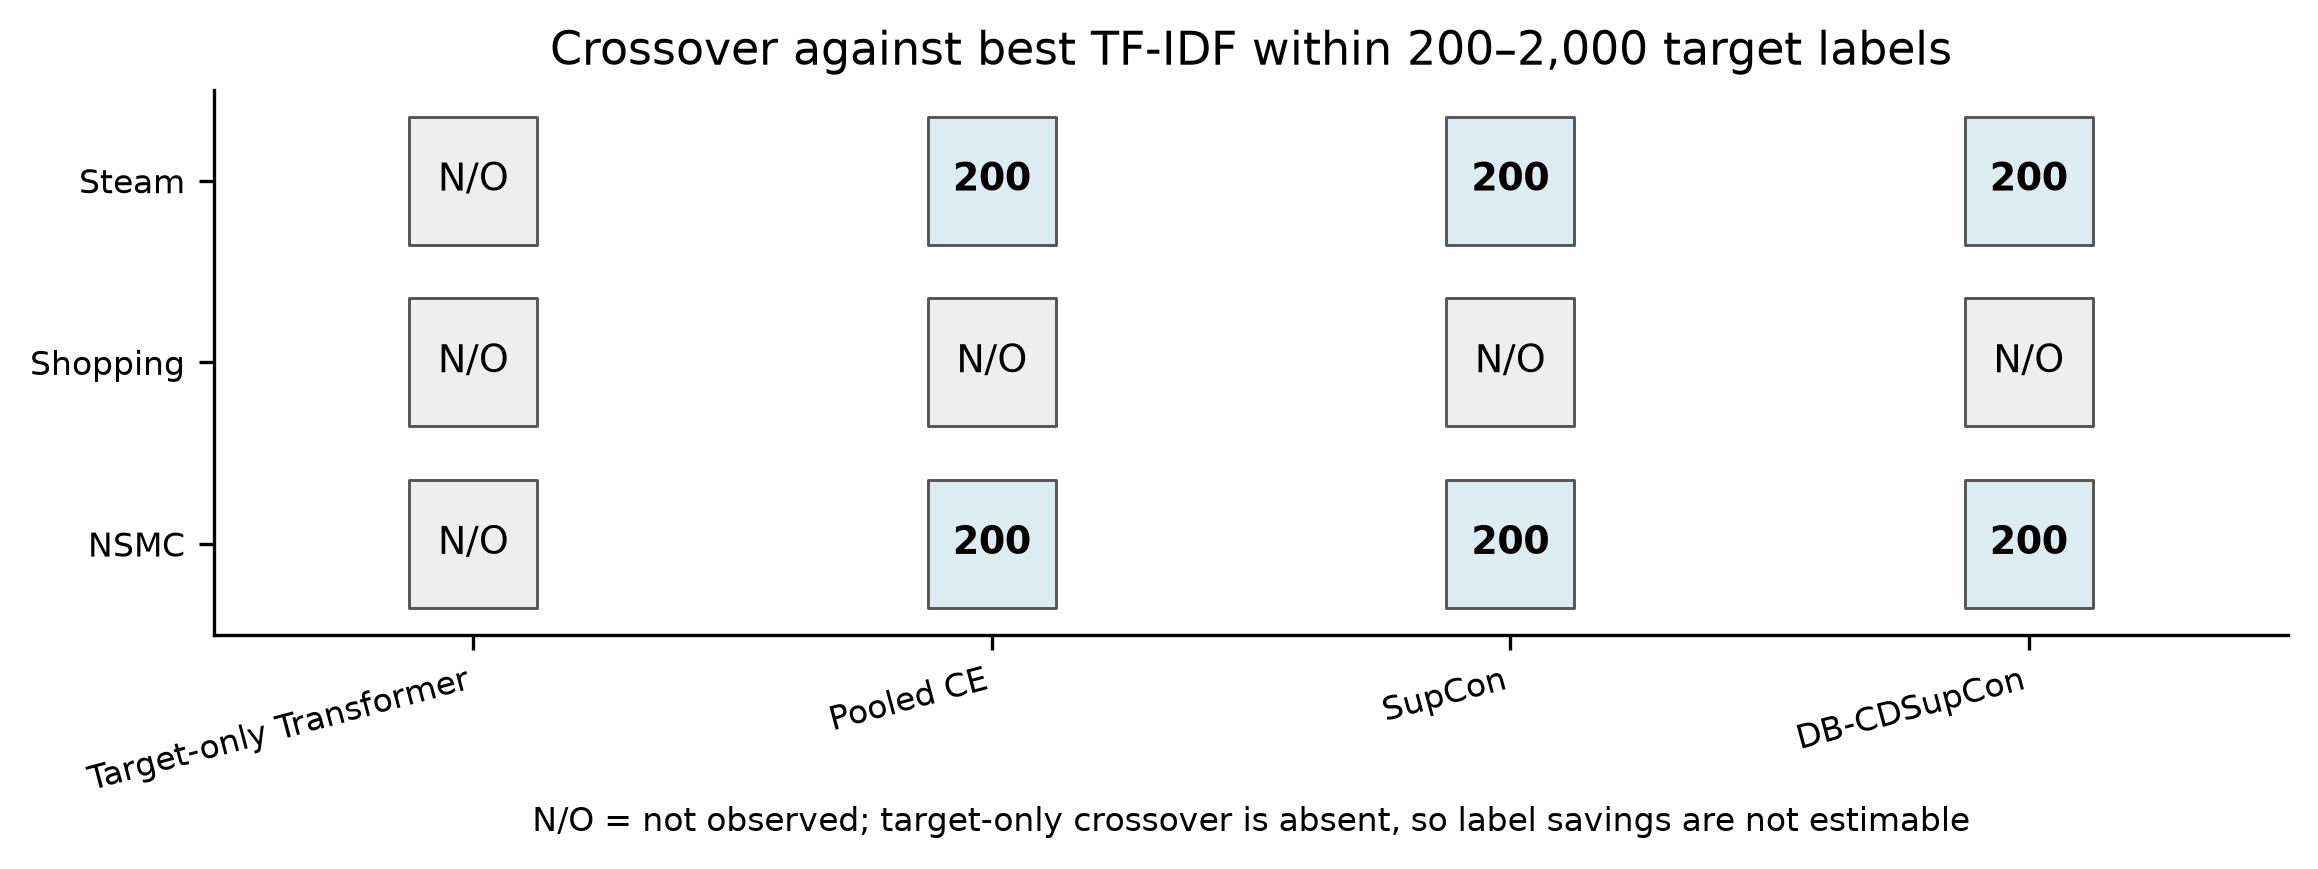 Crossover against best TF-IDF within 200–2,000 target labels
Steam N/O 200 200 200
Shopping N/O N/O N/O N/O
NSMC N/O 200 200 200
Target-only Transformer Pooled CE SupCon DB-CDSupCon
N/O = not observed; target-only crossover is absent, so label savings are not estimable